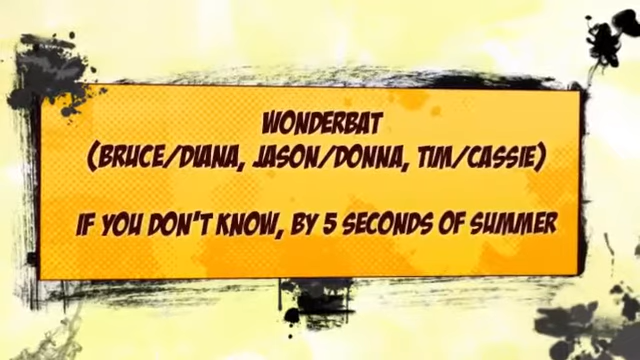 WONDERBAT
(BRUCE/DIANA, JASON/DONNA, TIM/CASSIE)
IF YOU DON'T KNOW, BY 5 SECONDS OF SUMMER